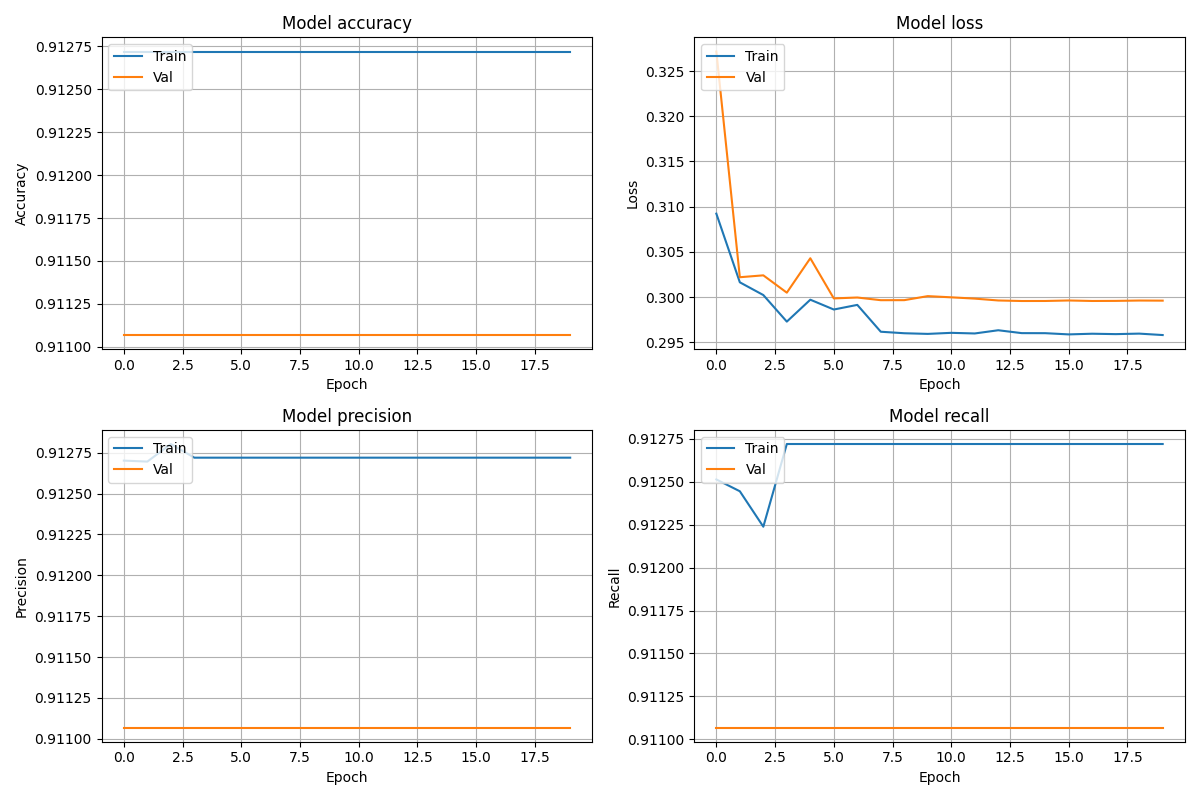 Model accuracy
0.91275
0.91250
0.91225
0.91200
0.91175
0.91150
0.91125
0.91100
Accuracy
Train
Val
0.0 2.5 5.0 7.5 10.0 12.5 15.0 17.5
Epoch
Model loss
0.325
0.320
0.315
0.310
0.305
0.300
0.295
Loss
Train
Val
0.0 2.5 5.0 7.5 10.0 12.5 15.0 17.5
Epoch
Model precision
0.91275
0.91250
0.91225
0.91200
0.91175
0.91150
0.91125
0.91100
Precision
Train
Val
0.0 2.5 5.0 7.5 10.0 12.5 15.0 17.5
Epoch
Model recall
0.91275
0.91250
0.91225
0.91200
0.91175
0.91150
0.91125
0.91100
Recall
Train
Val
0.0 2.5 5.0 7.5 10.0 12.5 15.0 17.5
Epoch